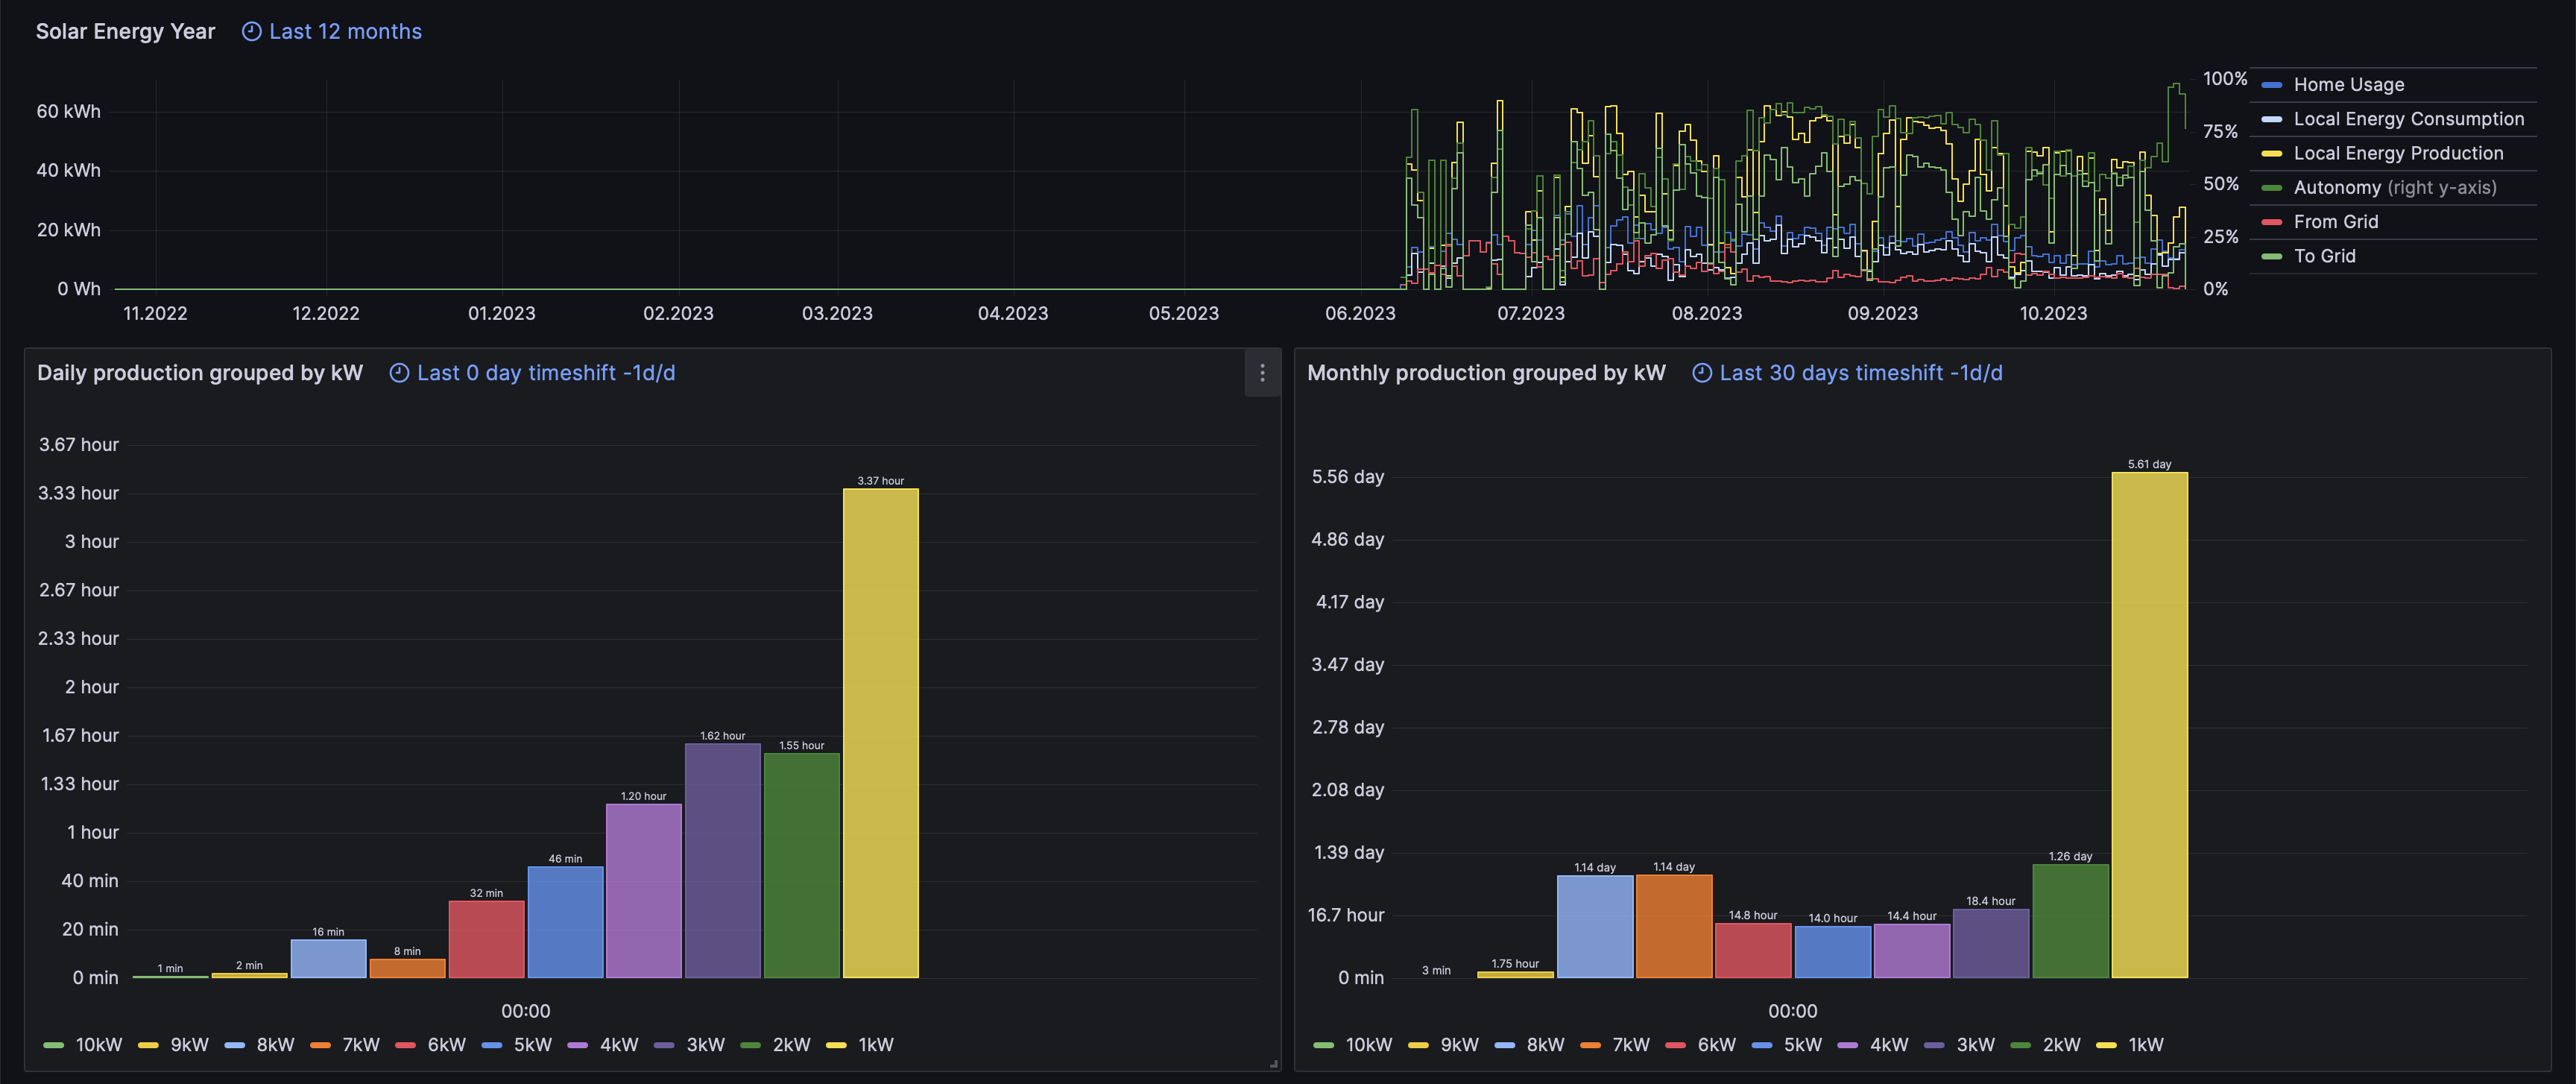 Solar Energy Year Last 12 months
60 kWh
40 kWh
20 kWh
0 Wh
100%
75%
50%
25%
0%
11.2022 12.2022 01.2023 02.2023 03.2023 04.2023 05.2023 06.2023 07.2023 08.2023 09.2023 10.2023
Home Usage
Local Energy Consumption
Local Energy Production
Autonomy (right y-axis)
From Grid
To Grid
Daily production grouped by kW Last 0 day timeshift -1d/d
3.67 hour
3.33 hour
3 hour
2.67 hour
2.33 hour
2 hour
1.67 hour
1.33 hour
1 hour
40 min
20 min
0 min
1 min
2 min
16 min
8 min
32 min
46 min
1.20 hour
1.62 hour
1.55 hour
3.37 hour
00:00
10kW 9kW 8kW 7kW 6kW 5kW 4kW 3kW 2kW 1kW
Monthly production grouped by kW Last 30 days timeshift -1d/d
5.56 day
4.86 day
4.17 day
3.47 day
2.78 day
2.08 day
1.39 day
16.7 hour
0 min
3 min
1.75 hour
1.14 day
1.14 day
14.8 hour
14.0 hour
14.4 hour
18.4 hour
1.26 day
5.61 day
00:00
10kW 9kW 8kW 7kW 6kW 5kW 4kW 3kW 2kW 1kW